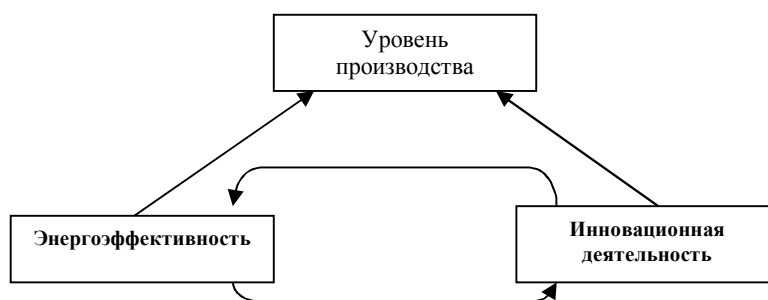 Уровень
производства
Энергоэффективность
Инновационная
деятельность